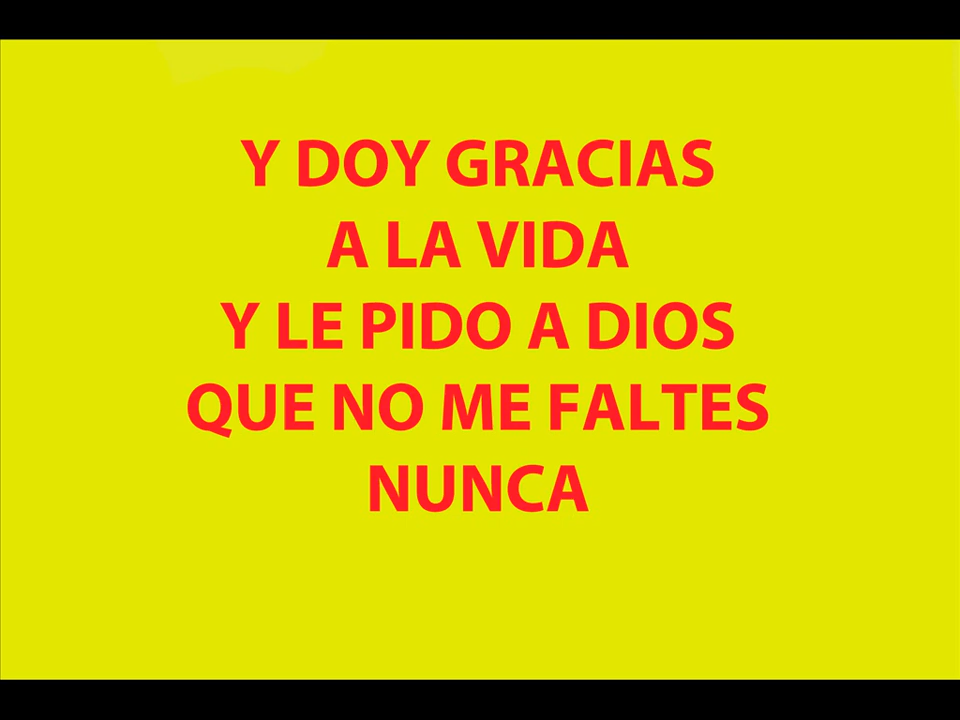 Y DOY GRACIAS
A LA VIDA
Y LE PIDO A DIOS
QUE NO ME FALTES
NUNCA